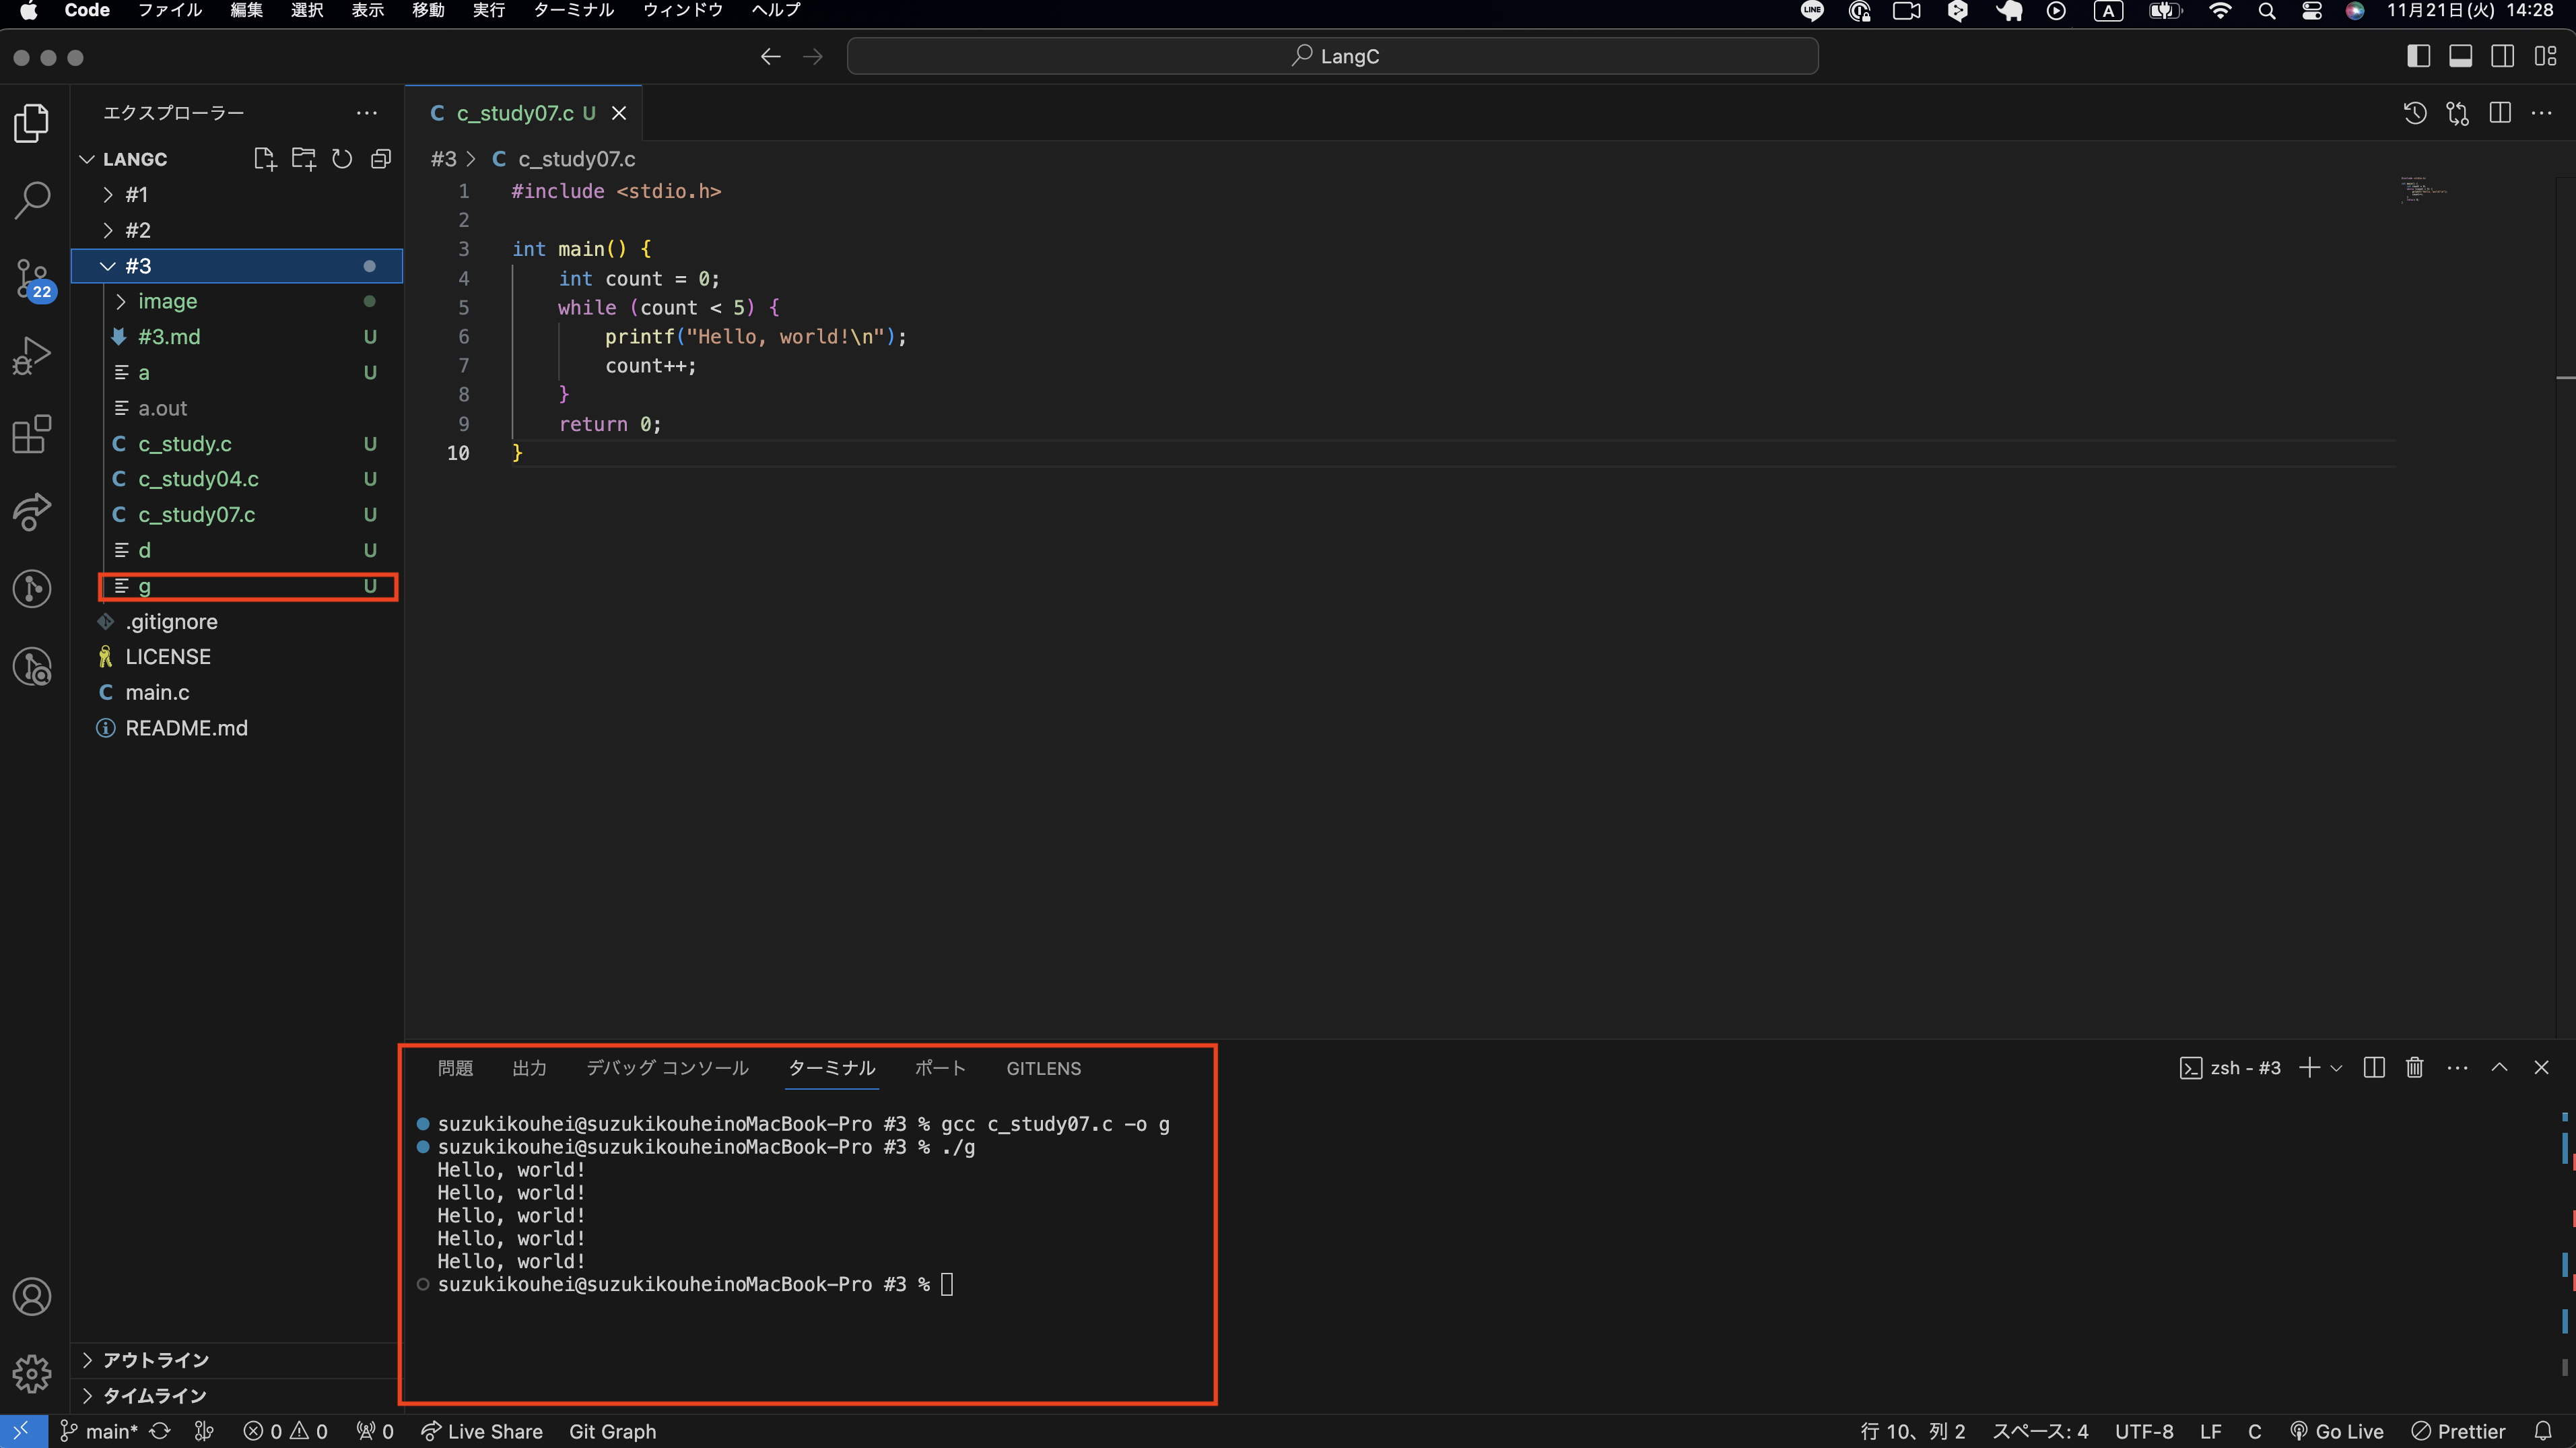 Code ファイル 編集 選択 表示 移動 実行 ターミナル ウィンドウ ヘルプ LINE A 11月21日(火) 14:28
LangC
エクスプローラー
C c_study07.c U
LANGC
#3 > C c_study07.c
#1
#2
#3
image
#3.md U
a U
a.out
C c_study.c U
C c_study04.c U
C c_study07.c U
d U
g U
.gitignore
LICENSE
C main.c
README.md
22
1 #include <stdio.h>
2
3 int main() {
4 int count = 0;
5 while (count < 5) {
6 printf("Hello, world!\n");
7 count++;
8 }
9 return 0;
10 }
問題 出力 デバッグ コンソール ターミナル ポート GITLENS zsh - #3
suzukikouhei@suzukikouheinoMacBook-Pro #3 % gcc c_study07.c -o g
suzukikouhei@suzukikouheinoMacBook-Pro #3 % ./g
Hello, world!
Hello, world!
Hello, world!
Hello, world!
Hello, world!
suzukikouhei@suzukikouheinoMacBook-Pro #3 %
アウトライン
タイムライン
main* 0 0 0 Live Share Git Graph 行 10、列 2 スペース: 4 UTF-8 LF C Go Live Prettier